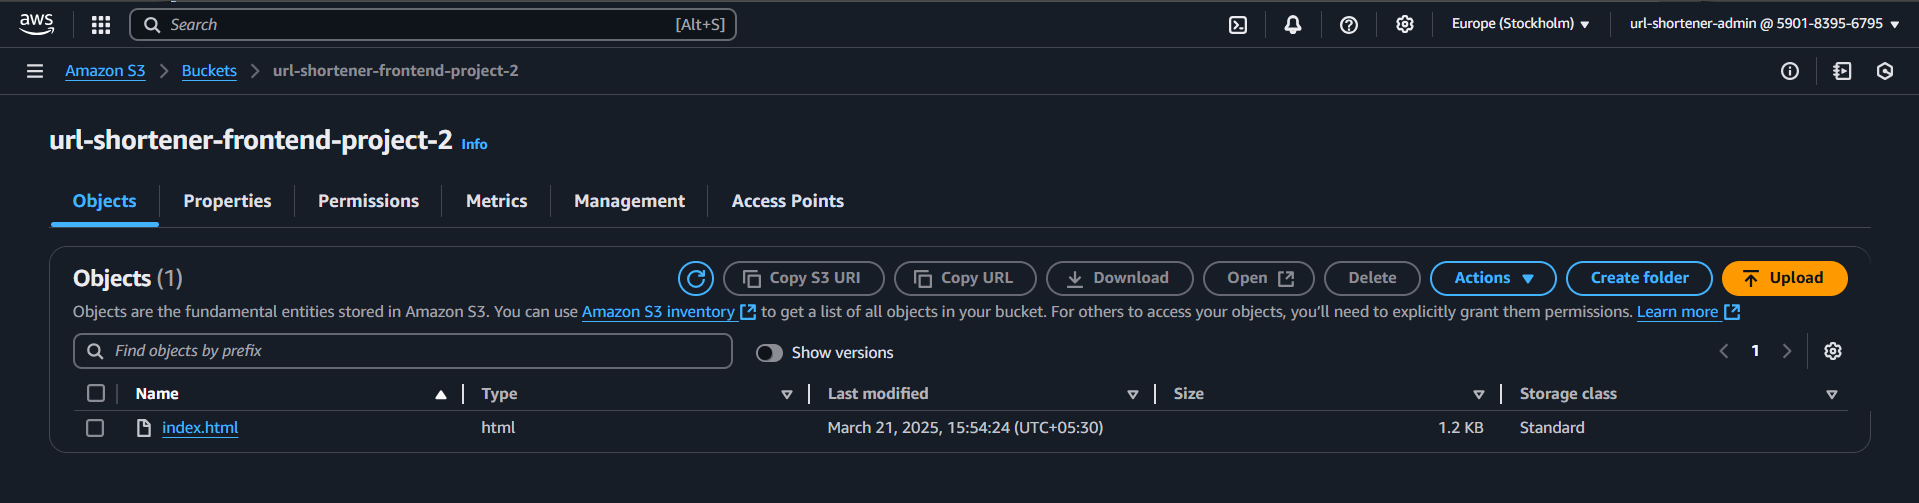 aws Search [Alt+S] Europe (Stockholm) url-shortener-admin @ 5901-8395-6795
Amazon S3 Buckets url-shortener-frontend-project-2
url-shortener-frontend-project-2 Info
Objects Properties Permissions Metrics Management Access Points
Objects (1) Copy S3 URI Copy URL Download Open Delete Actions Create folder Upload
Objects are the fundamental entities stored in Amazon S3. You can use Amazon S3 inventory to get a list of all objects in your bucket. For others to access your objects, you'll need to explicitly grant them permissions. Learn more
Find objects by prefix Show versions 1
Name Type Last modified Size Storage class
index.html html March 21, 2025, 15:54:24 (UTC+05:30) 1.2 KB Standard